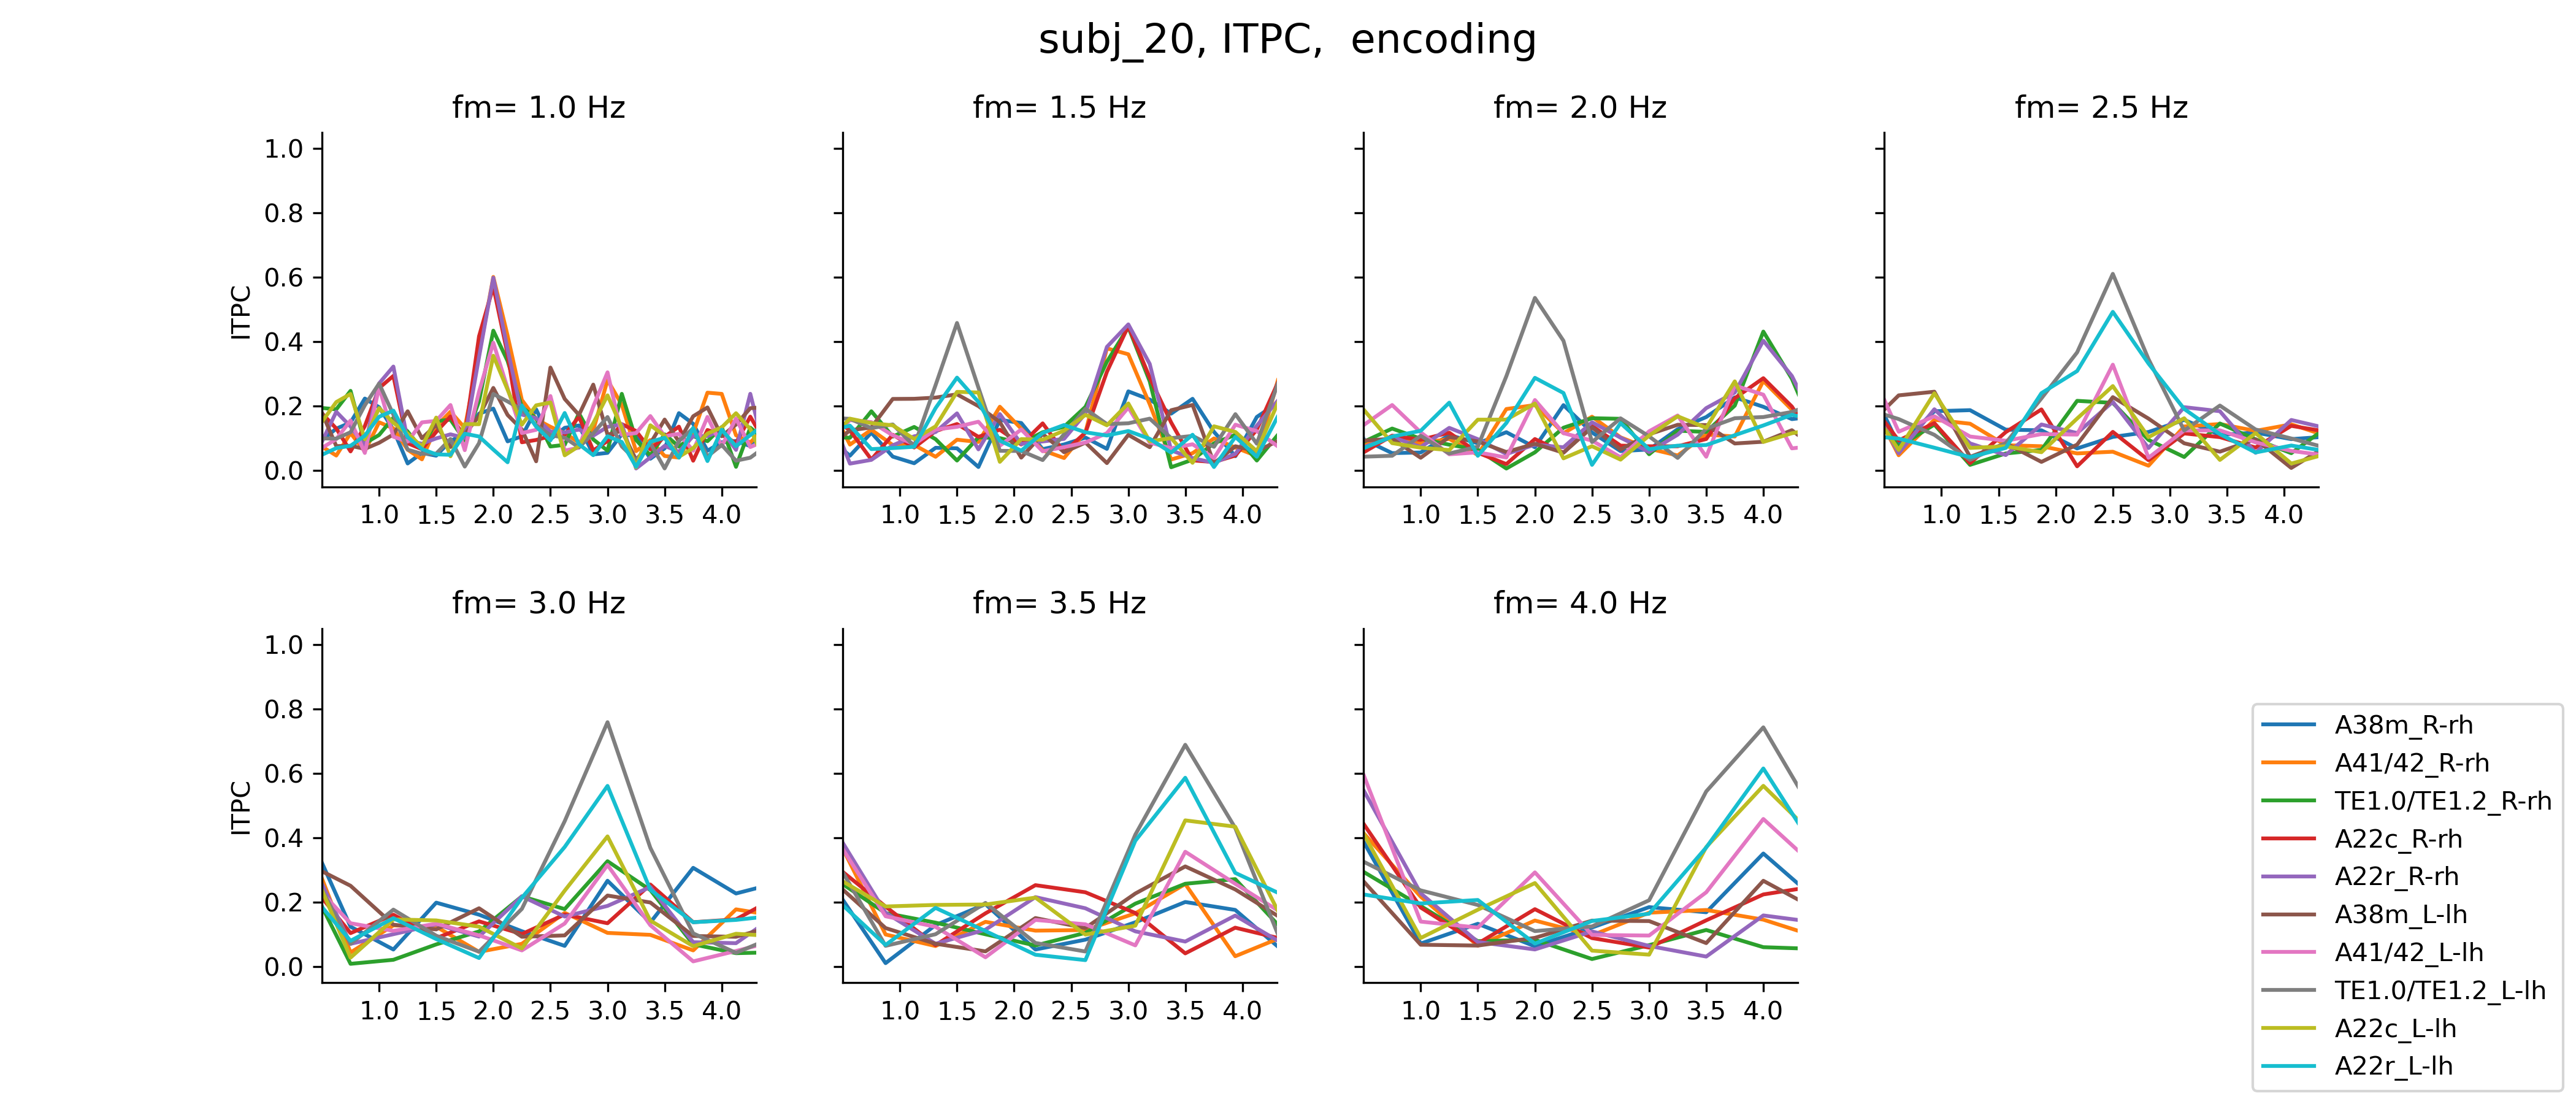 subj_20, ITPC,  encoding
fm= 1.0 Hz
fm= 1.5 Hz
fm= 2.0 Hz
fm= 2.5 Hz
ITPC
1.0
0.8
0.6
0.4
0.2
0.0
1.0 1.5 2.0 2.5 3.0 3.5 4.0
1.0 1.5 2.0 2.5 3.0 3.5 4.0
1.0 1.5 2.0 2.5 3.0 3.5 4.0
1.0 1.5 2.0 2.5 3.0 3.5 4.0
fm= 3.0 Hz
fm= 3.5 Hz
fm= 4.0 Hz
ITPC
1.0
0.8
0.6
0.4
0.2
0.0
1.0 1.5 2.0 2.5 3.0 3.5 4.0
1.0 1.5 2.0 2.5 3.0 3.5 4.0
1.0 1.5 2.0 2.5 3.0 3.5 4.0
A38m_R-rh
A41/42_R-rh
TE1.0/TE1.2_R-rh
A22c_R-rh
A22r_R-rh
A38m_L-lh
A41/42_L-lh
TE1.0/TE1.2_L-lh
A22c_L-lh
A22r_L-lh